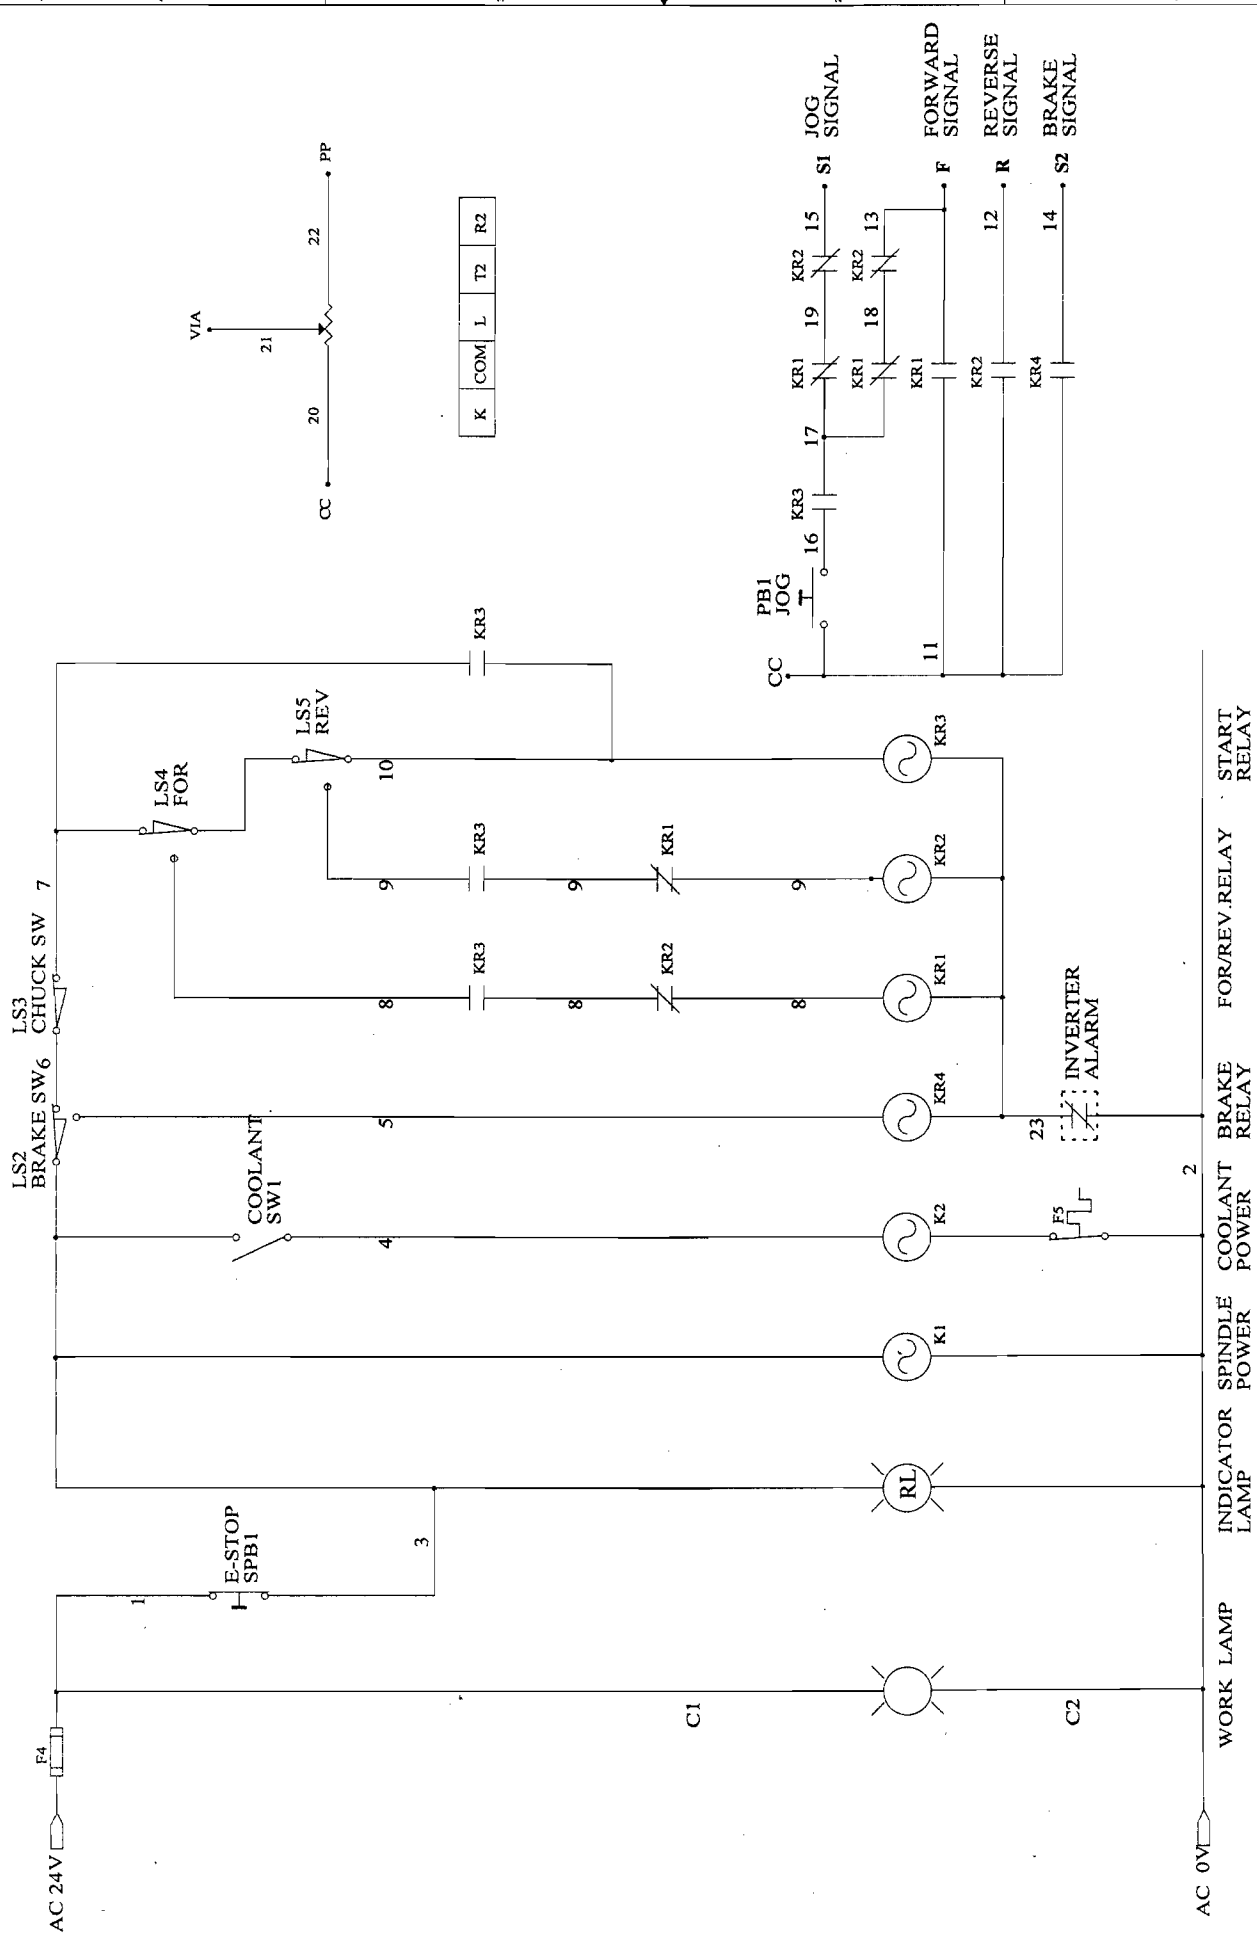 AC 24V
F4
1
E-STOP
SPB1
3
C1
C2
RL
K1
COOLANT
SW1
4
K2
F5
LS2
BRAKE SW
6
5
KR4
23
INVERTER
ALARM
LS3
CHUCK SW
7
LS4
FOR
8
KR3
8
KR2
8
KR1
LS5
REV
9
KR3
9
KR1
9
KR2
10
KR3
KR3
2
AC 0V
WORK LAMP
INDICATOR
LAMP
SPINDLE
POWER
COOLANT
POWER
BRAKE
RELAY
FOR/REV.RELAY
START
RELAY
VIA
21
CC
20
22
PP
K COM L T2 R2
CC
PB1
JOG
16
KR3
17
KR1
19
KR2
15
S1
JOG
SIGNAL
KR1
18
KR2
13
11
KR1
F
FORWARD
SIGNAL
KR2
12
R
REVERSE
SIGNAL
KR4
14
S2
BRAKE
SIGNAL